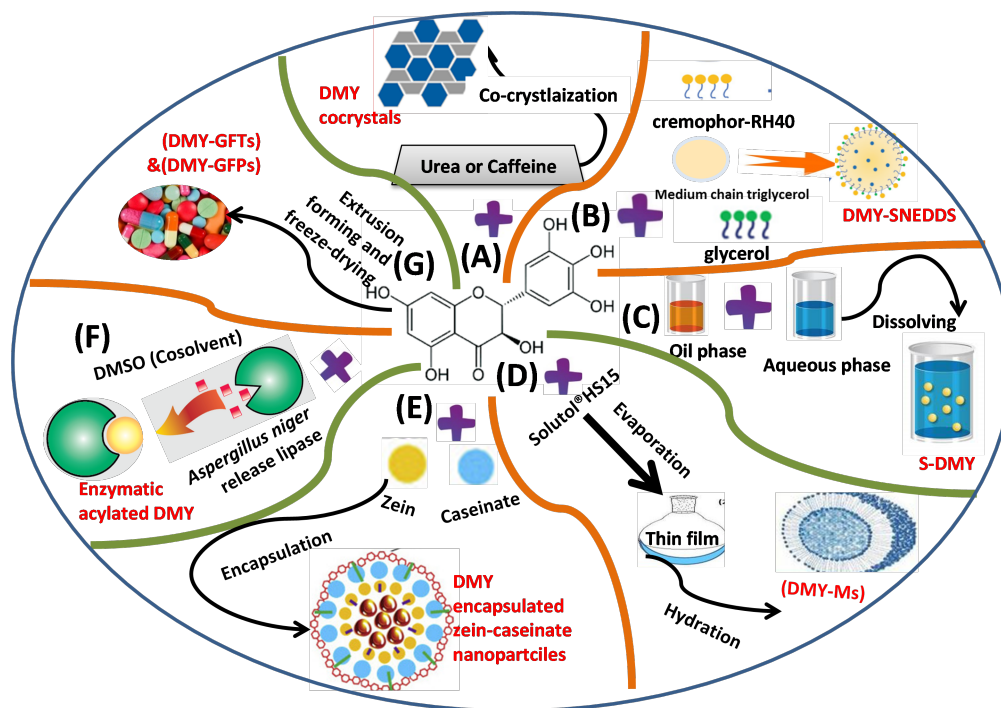 DMY
cocrystals
Co-crystlaization
Urea or Caffeine
(A)
cremophor-RH40
Medium chain triglycerol
glycerol
DMY-SNEDDS
(B)
(C)
Oil phase
Aqueous phase
Dissolving
S-DMY
(D)
Solutol®HS15
Evaporation
Thin film
Hydration
(DMY-Ms)
(E)
Zein
Caseinate
Encapsulation
DMY
encapsulated
zein-caseinate
nanopartciles
(F)
DMSO (Cosolvent)
Aspergillus niger
release lipase
Enzymatic
acylated DMY
(G)
Extrusion
forming and
freeze-drying
(DMY-GFTs)
&(DMY-GFPs)
HO
O
OH
O
OH
OH
OH
OH